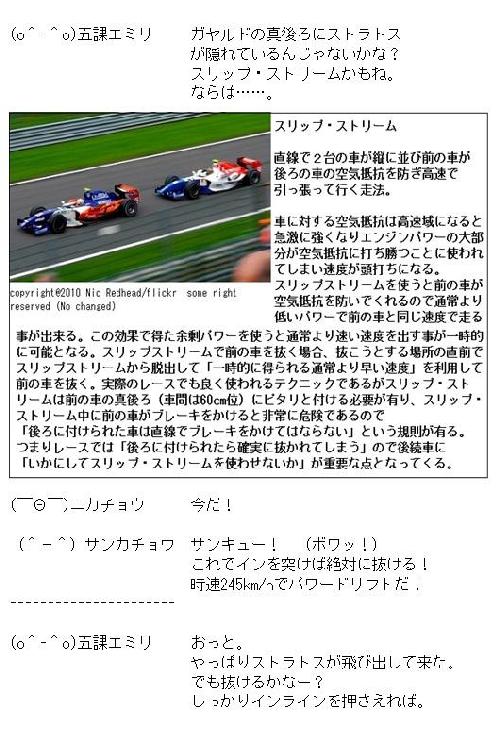 (o＾-＾o)五課エミリ　ガヤルドの真後ろにストラトス
が隠れているんじゃないかな？
スリップ・ストリームかもね。
ならば……。
スリップ・ストリーム
直線で２台の車が縦に並び前の車が
後ろの車の空気抵抗を防ぎ高速で
引っ張って行く走法。
車に対する空気抵抗は高速域になると
急激に強くなりエンジンパワーの大部
分が空気抵抗に打ち勝つことに使われ
てしまい速度が頭打ちになる。
スリップストリームを使うと前の車が
空気抵抗を防いでくれるので通常より
低いパワーで前の車と同じ速度で走る
copyright@2010 Nic Redhead/flickr some right
reserved (No changed)
事が出来る。この効果で得た余剰パワーを使うと通常より速い速度を出す事が一時的
に可能となる。スリップストリームで前の車を抜く場合、抜こうとする場所の直前で
スリップストリームから脱出して「一時的に得られる通常より早い速度」を利用して
前の車を抜く。実際のレースでも良く使われるテクニックであるがスリップ・スト
リームは前の車の真後ろ（車間は60cm位）にピタリと付ける必要が有り、スリップ・
ストリーム中に前の車がブレーキをかけると非常に危険であるので
「後ろに付けられた車は直線でブレーキをかけてはならない」という規則が有る。
つまりレースでは「後ろに付けられたら確実に抜かれてしまう」ので後続車に
「いかにしてスリップ・ストリームを使わせないか」が重要な点となってくる。
(￣Θ￣)ニカチョウ　今だ！
(＾－＾) サンカチョウ　サンキュー！　（ボワッ！）
これでインを突けば絶対に抜ける！
時速245km/hでパワードリフトだ．
----------------------
(o＾-＾o)五課エミリ　おっと。
やっぱりストラトスが飛び出して来た。
でも抜けるかなー？
しっかりインラインを押さえれば。